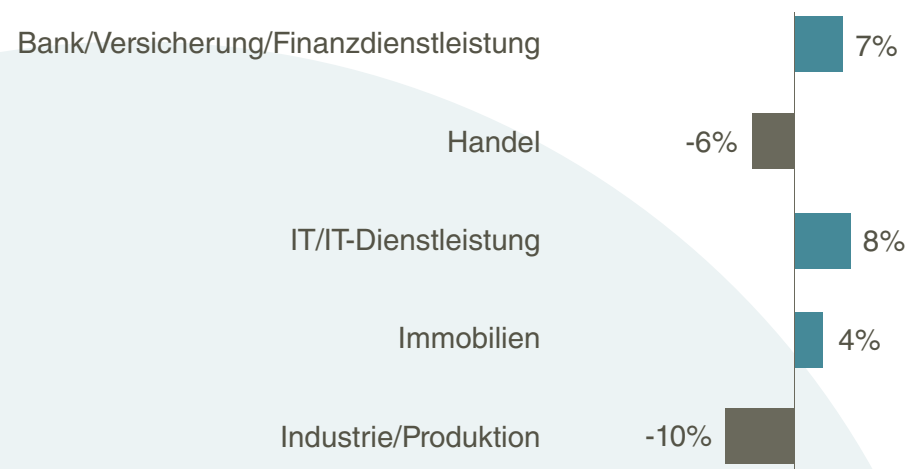 Bank/Versicherung/Finanzdienstleistung 7%
Handel -6%
IT/IT-Dienstleistung 8%
Immobilien 4%
Industrie/Produktion -10%